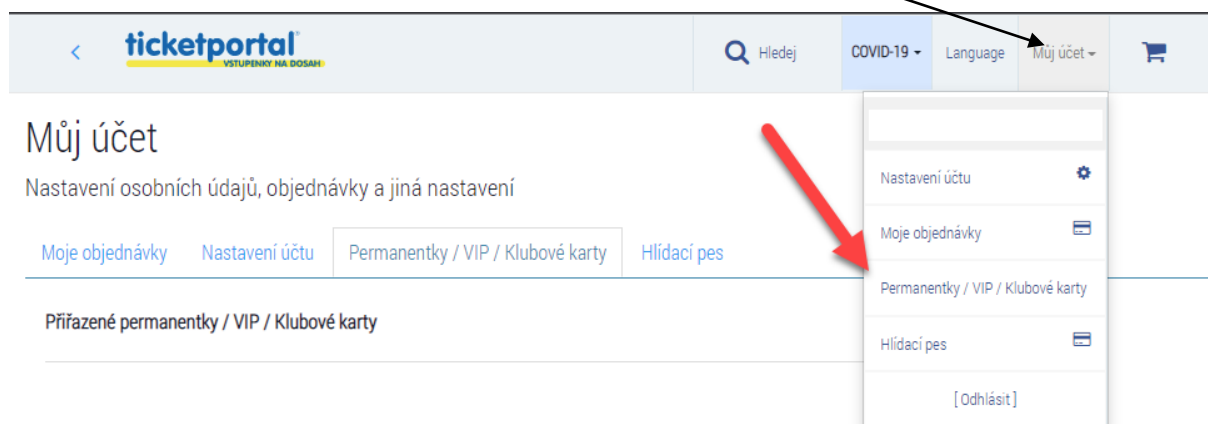 <
ticketportal
VSTUPENKY NA DOSAH
Hledej
COVID-19
Language
Můj účet
Můj účet
Nastavení osobních údajů, objednávky a jiná nastavení
Moje objednávky
Nastavení účtu
Permanentky / VIP / Klubové karty
Hlídací pes
Přiřazené permanentky / VIP / Klubové karty
Nastavení účtu
Moje objednávky
Permanentky / VIP / Klubové karty
Hlídací pes
[ Odhlásit ]